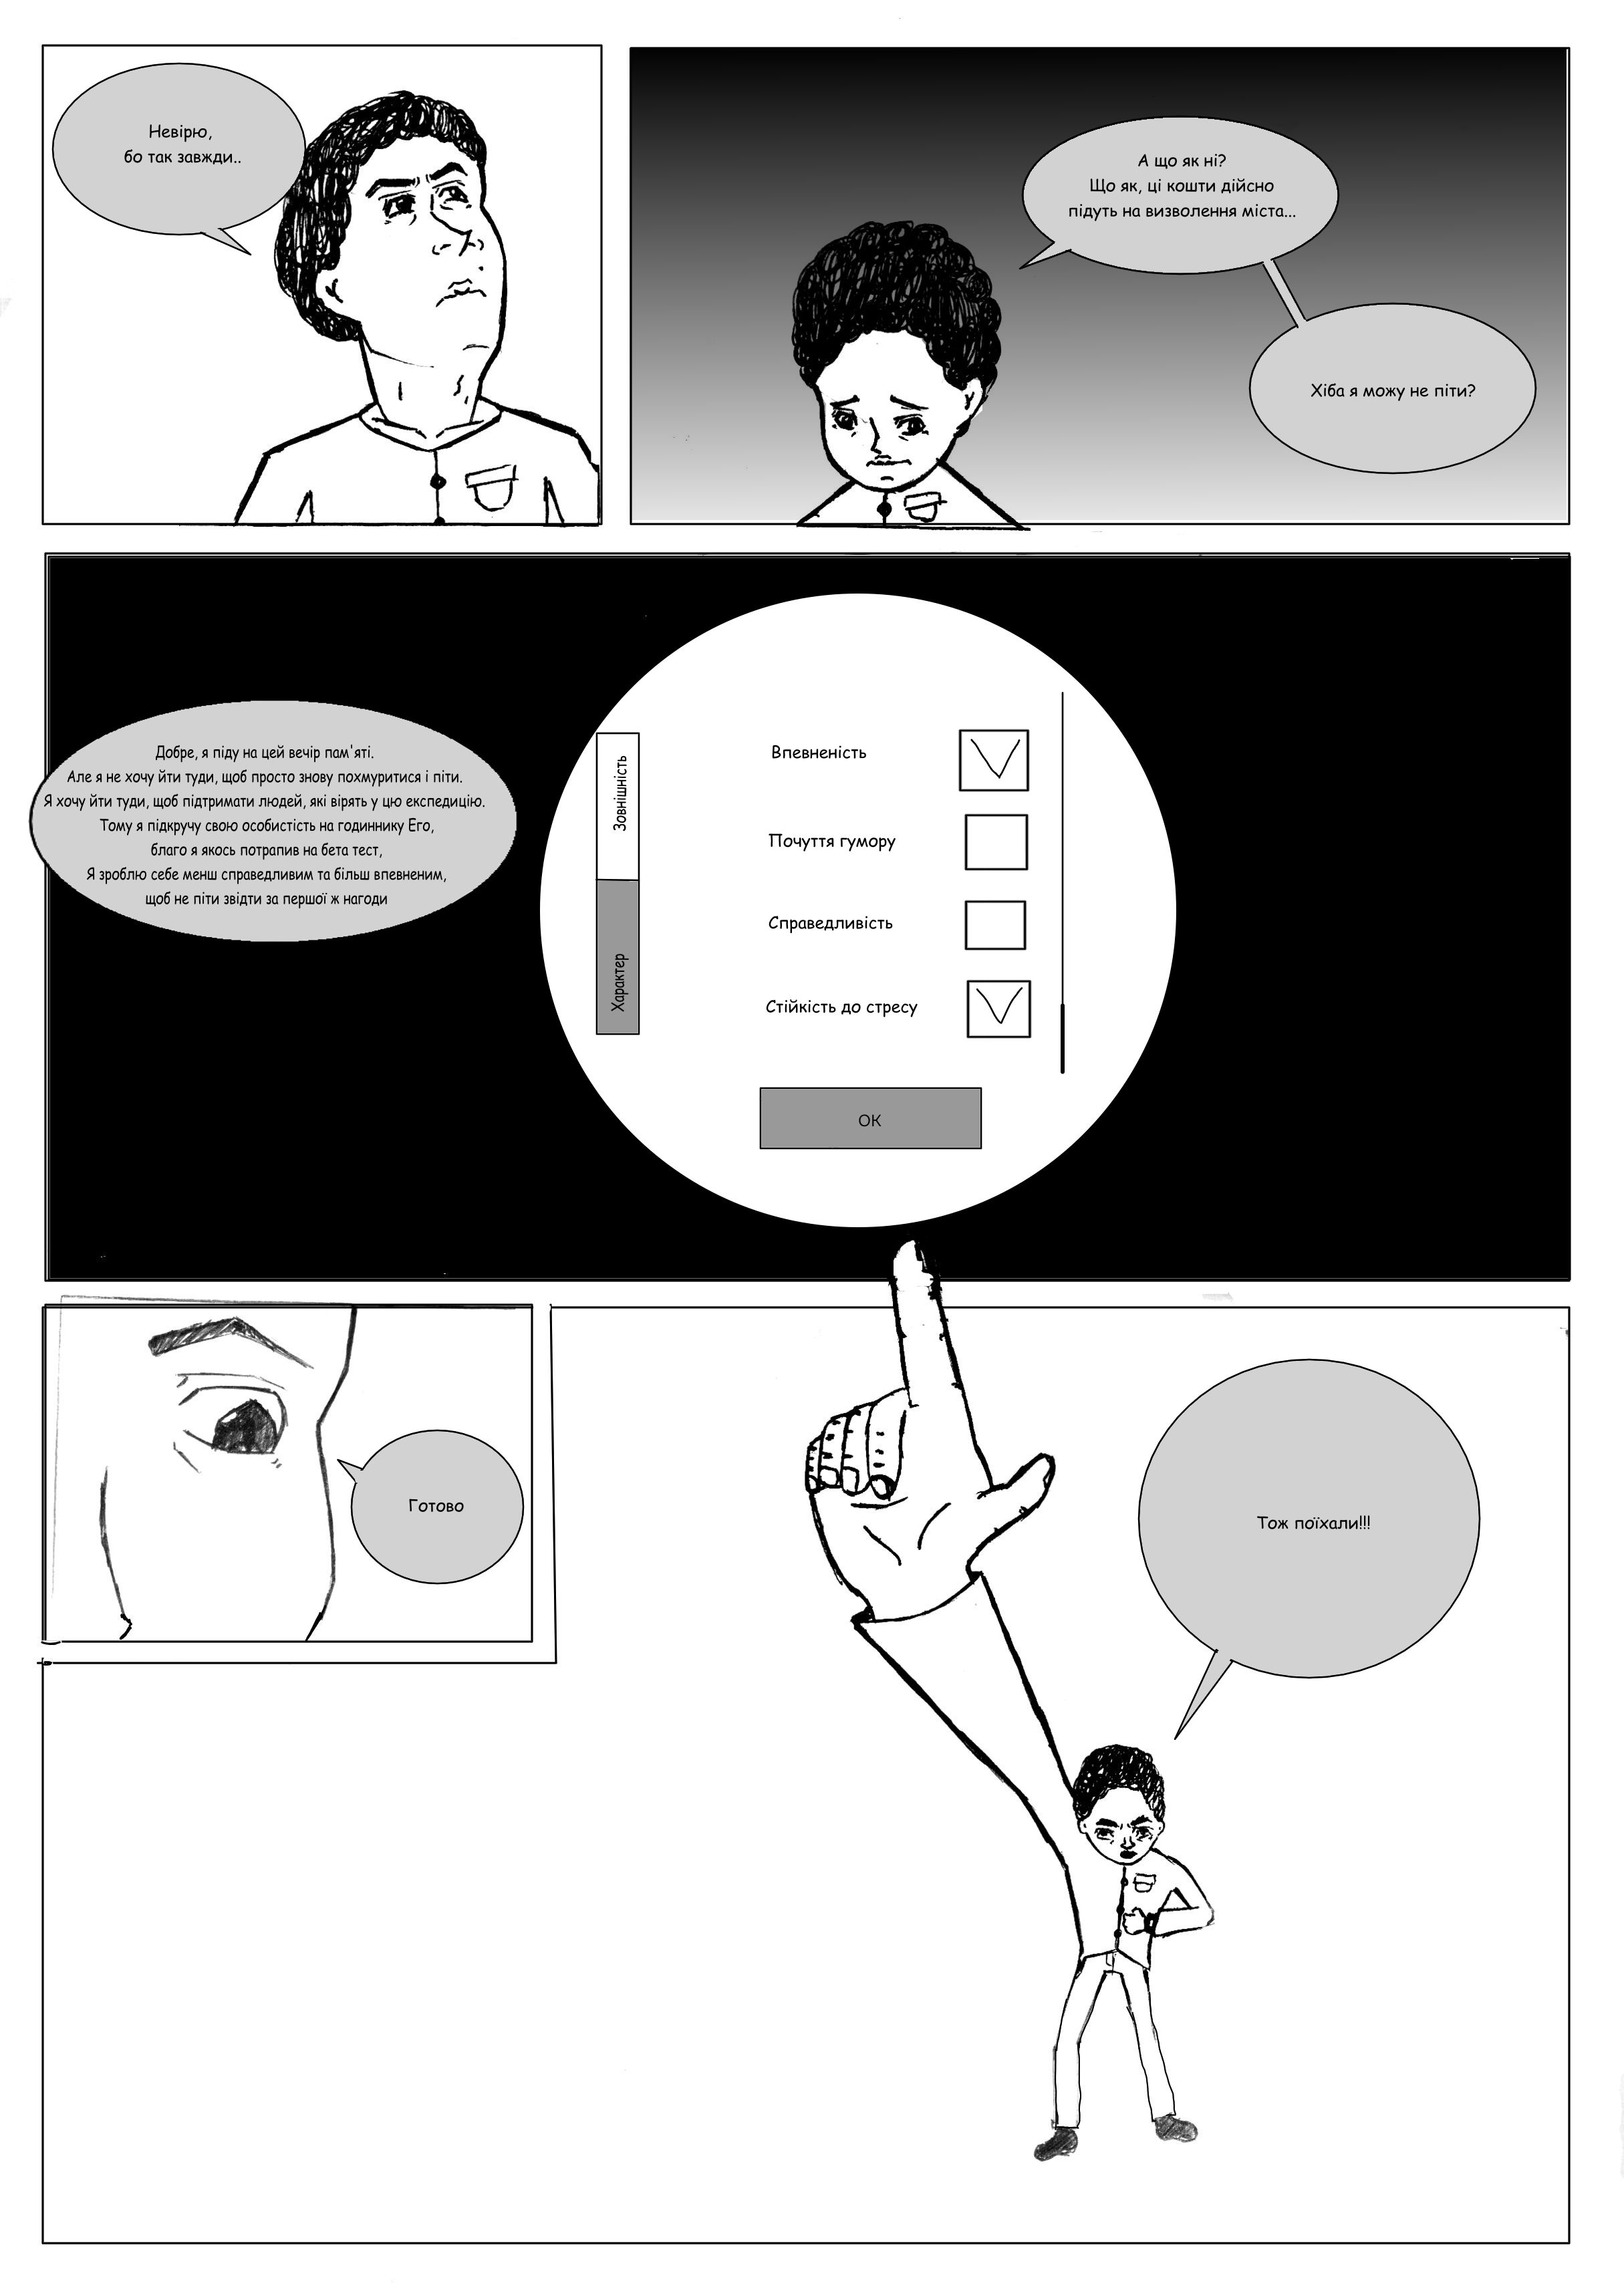 Невірю,
бо так завжди..
А що як ні?
Що як, ці кошти дійсно
підуть на визволення міста...
Хіба я можу не піти?
Добре, я піду на цей вечір пам'яті.
Але я не хочу йти туди, щоб просто знову похмуритися і піти.
Я хочу йти туди, щоб підтримати людей, які вірять у цю експедицію.
Тому я підкручу свою особистість на годиннику Его,
благо я якось потрапив на бета тест,
Я зроблю себе менш справедливим та більш впевненим,
щоб не піти звідти за першої ж нагоди
Зовнішність
Характер
Впевненість
Почуття гумору
Справедливість
Стійкість до стресу
ОК
Готово
Тож поїхали!!!